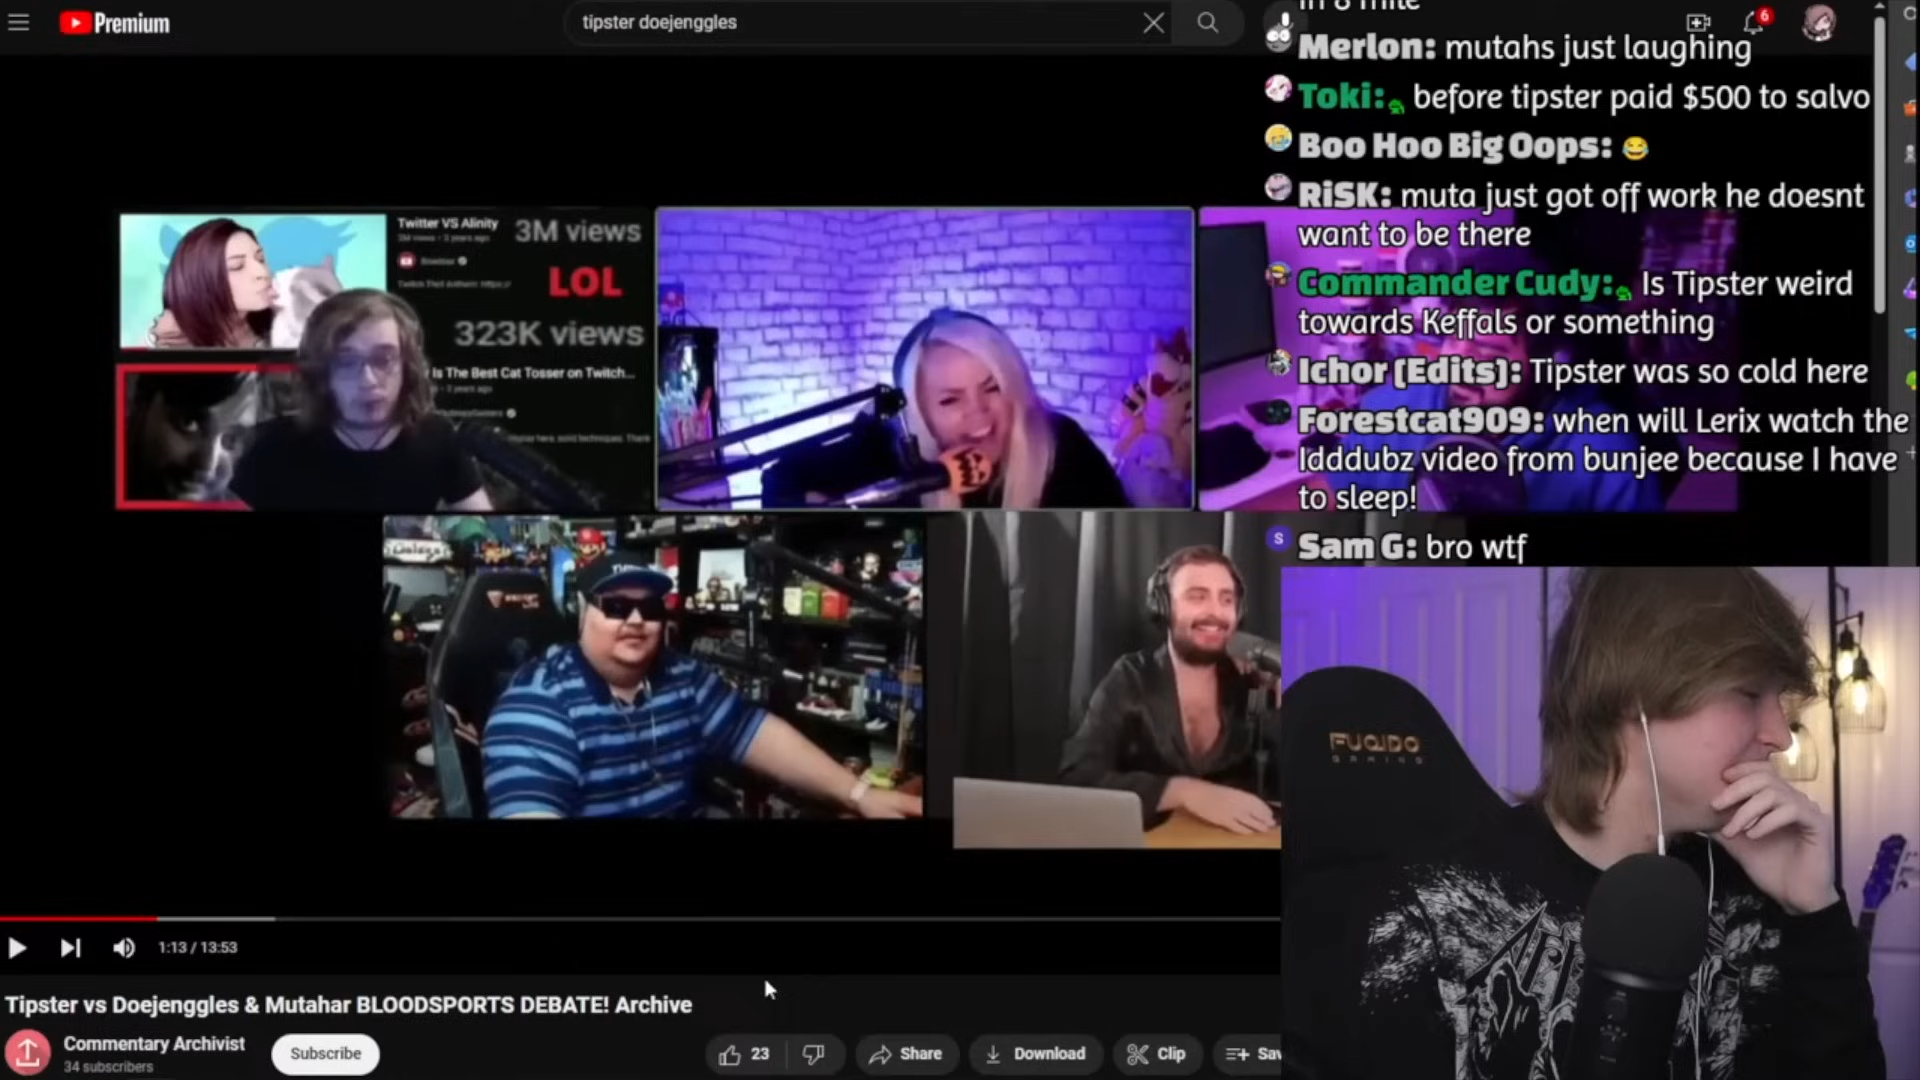 Premium
tipster doejenggles
6
Merlon: mutahs just laughing
Toki: before tipster paid $500 to salvo
Boo Hoo Big Oops: 😂
RiSK: muta just got off work he doesnt
want to be there
Commander Cudy: Is Tipster weird
towards Keffals or something
Ichor (Edits): Tipster was so cold here
Forestcat909: when will Lerix watch the
Idddubz video from bunjee because I have
to sleep!
S
Sam G: bro wtf
Twitter VS Alinity
3M views
LOL
323K views
Is The Best Cat Tosser on Twitch...
FUQIDO
GAMING
1:13 / 13:53
Tipster vs Doejenggles & Mutahar BLOODSPORTS DEBATE! Archive
Commentary Archivist
34 subscribers
Subscribe
23
Share
Download
Clip